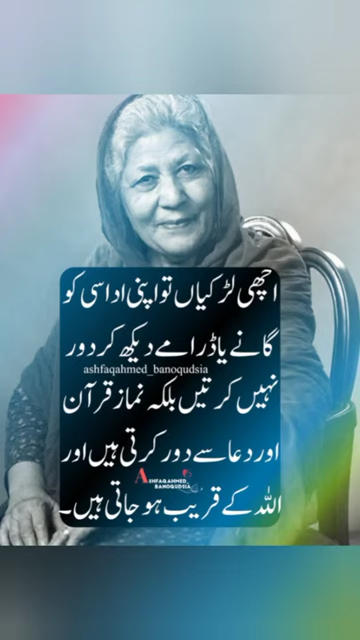 اچھی لڑکیاں تو اپنی اداسی کو
گانے یا ڈرامے دیکھ کر دور
ashfaqahmed_banoqudsia
نہیں کرتیں بلکہ نماز قرآن
اور دعا سے دور کرتی ہیں اور
ASHFAQAHMED_
BANOQUDSIA
اللہ کے قریب ہو جاتی ہیں۔